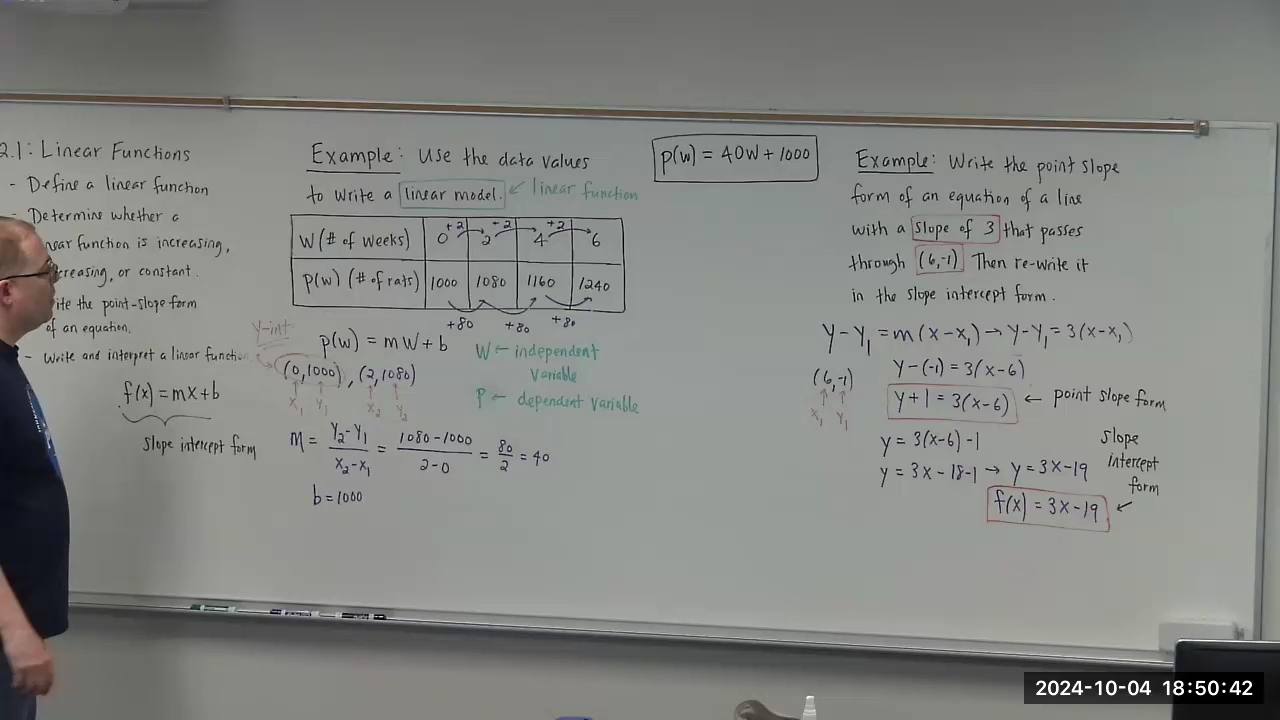 2.1: Linear Functions
- Define a linear function
- Determine whether a
function is increasing,
or constant.
the point-slope form
of an equation.
- Write and interpret a linear function
f(x) = mx+b
slope intercept form
Example: Use the data values
to write a linear model. ← linear function
W (# of weeks) 0 2 4 6
+2 +2 +2
P(w) (# of rats) 1000 1080 1160 1240
+80 +80 +80
Y-int
p(w) = mW+b
(0,1000), (2,1080)
X₁ Y₁ X₂ Y₂
W ← independent
variable
P ← dependent variable
M = Y₂-Y₁ / X₂-X₁ = 1080-1000 / 2-0 = 80/2 = 40
b = 1000
p(w) = 40W+1000
Example: Write the point slope
form of an equation of a line
with a slope of 3 that passes
through (6,-1). Then re-write it
in the slope intercept form.
Y-Y₁ = m(X-X₁) → Y-Y₁ = 3(X-X₁)
(6,-1)
X₁ Y₁
Y-(-1) = 3(X-6)
Y+1 = 3(X-6) ← point slope form
y = 3(X-6)-1
y = 3X-18-1 → y = 3X-19
slope
intercept
form
f(x) = 3X-19 ←
2024-10-04 18:50:42